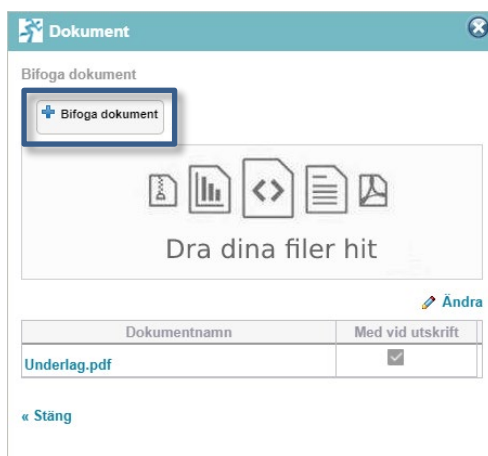 Dokument
Bifoga dokument
Bifoga dokument
Dra dina filer hit
Ändra
Dokumentnamn Med vid utskrift
Underlag.pdf
« Stäng